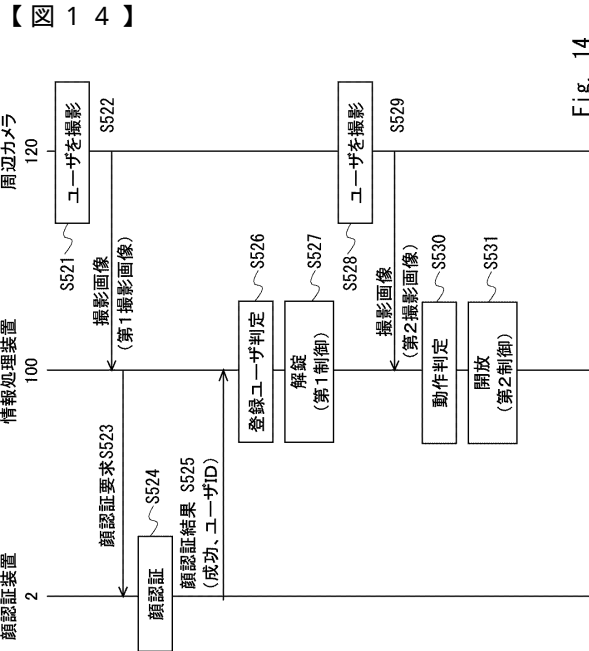 【図１４】
顔認証装置
2
情報処理装置
100
周辺カメラ
120
ユーザを撮影
S521
S522
撮影画像
(第1撮影画像)
顔認証要求S523
顔認証
S524
顔認証結果 S525
(成功、ユーザID)
登録ユーザ判定
S526
解錠
(第1制御)
S527
ユーザを撮影
S528
S529
撮影画像
(第2撮影画像)
動作判定
S530
開放
(第2制御)
S531
Fig. 14